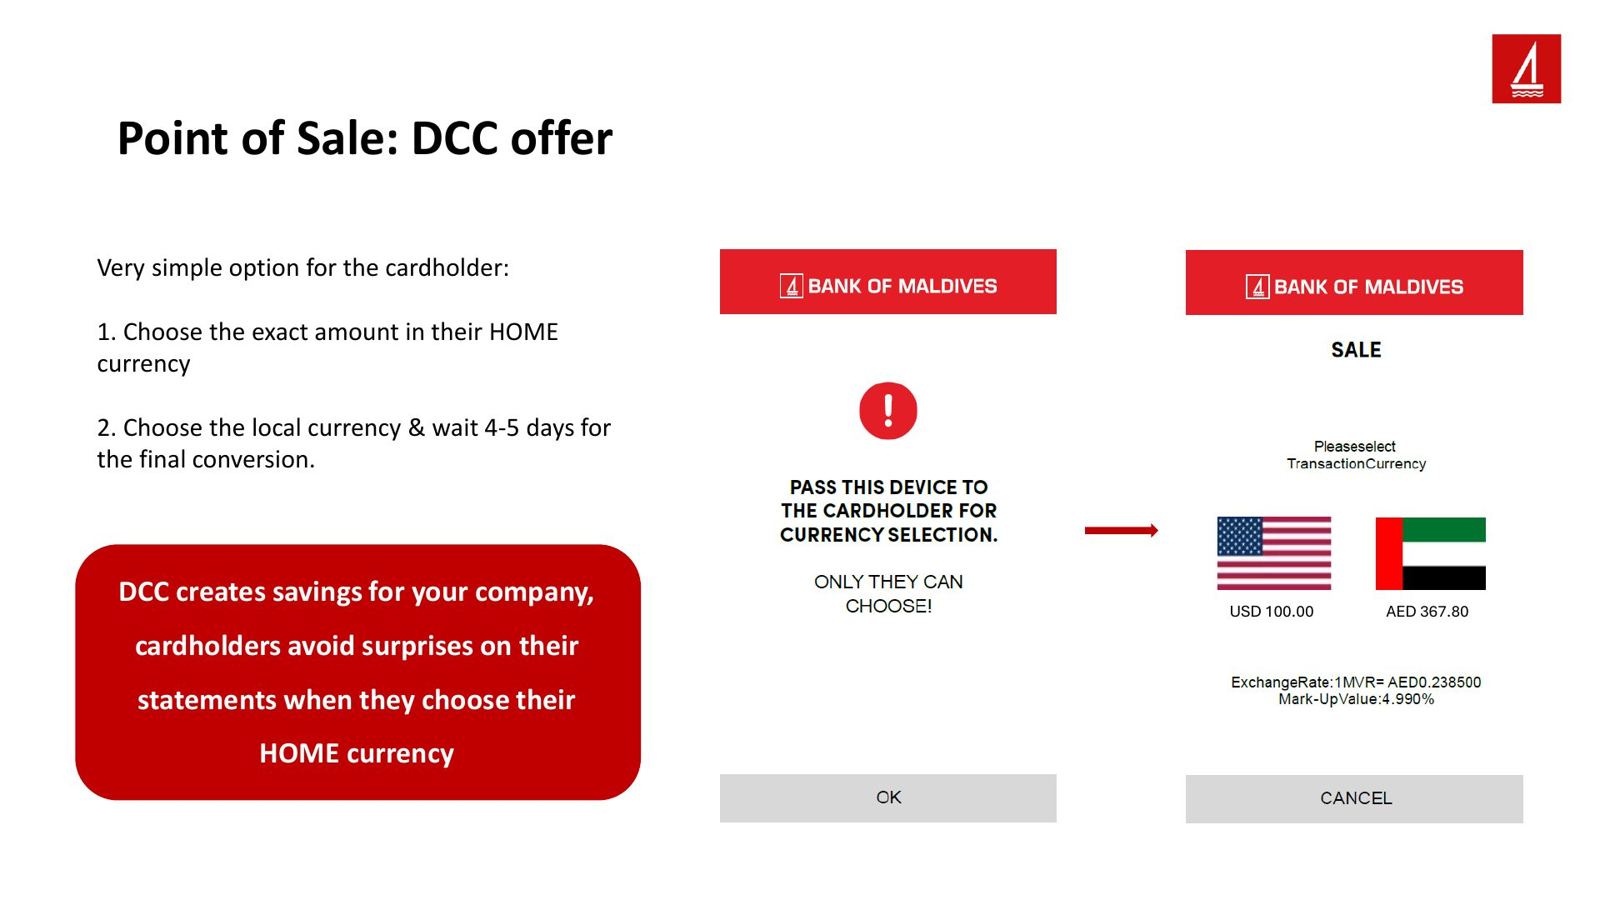 Point of Sale: DCC offer
Very simple option for the cardholder:
1. Choose the exact amount in their HOME
currency
2. Choose the local currency & wait 4-5 days for
the final conversion.
DCC creates savings for your company,
cardholders avoid surprises on their
statements when they choose their
HOME currency
BANK OF MALDIVES
PASS THIS DEVICE TO
THE CARDHOLDER FOR
CURRENCY SELECTION.
ONLY THEY CAN
CHOOSE!
OK
BANK OF MALDIVES
SALE
Pleaseselect
TransactionCurrency
USD 100.00
AED 367.80
ExchangeRate:1MVR= AED0.238500
Mark-UpValue:4.990%
CANCEL